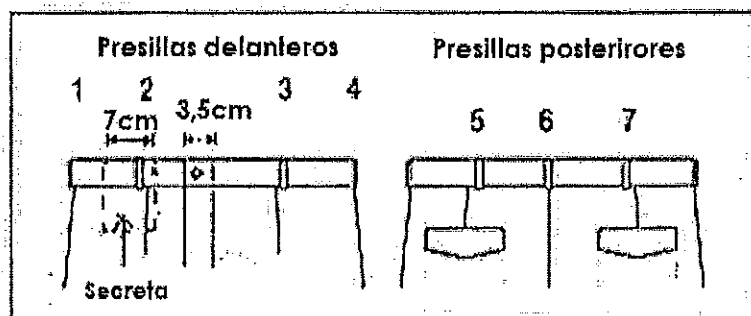 Presillas delanteros
Presillas posterirores
1 2 3 4
7cm 3,5cm
5 6 7
Secreta